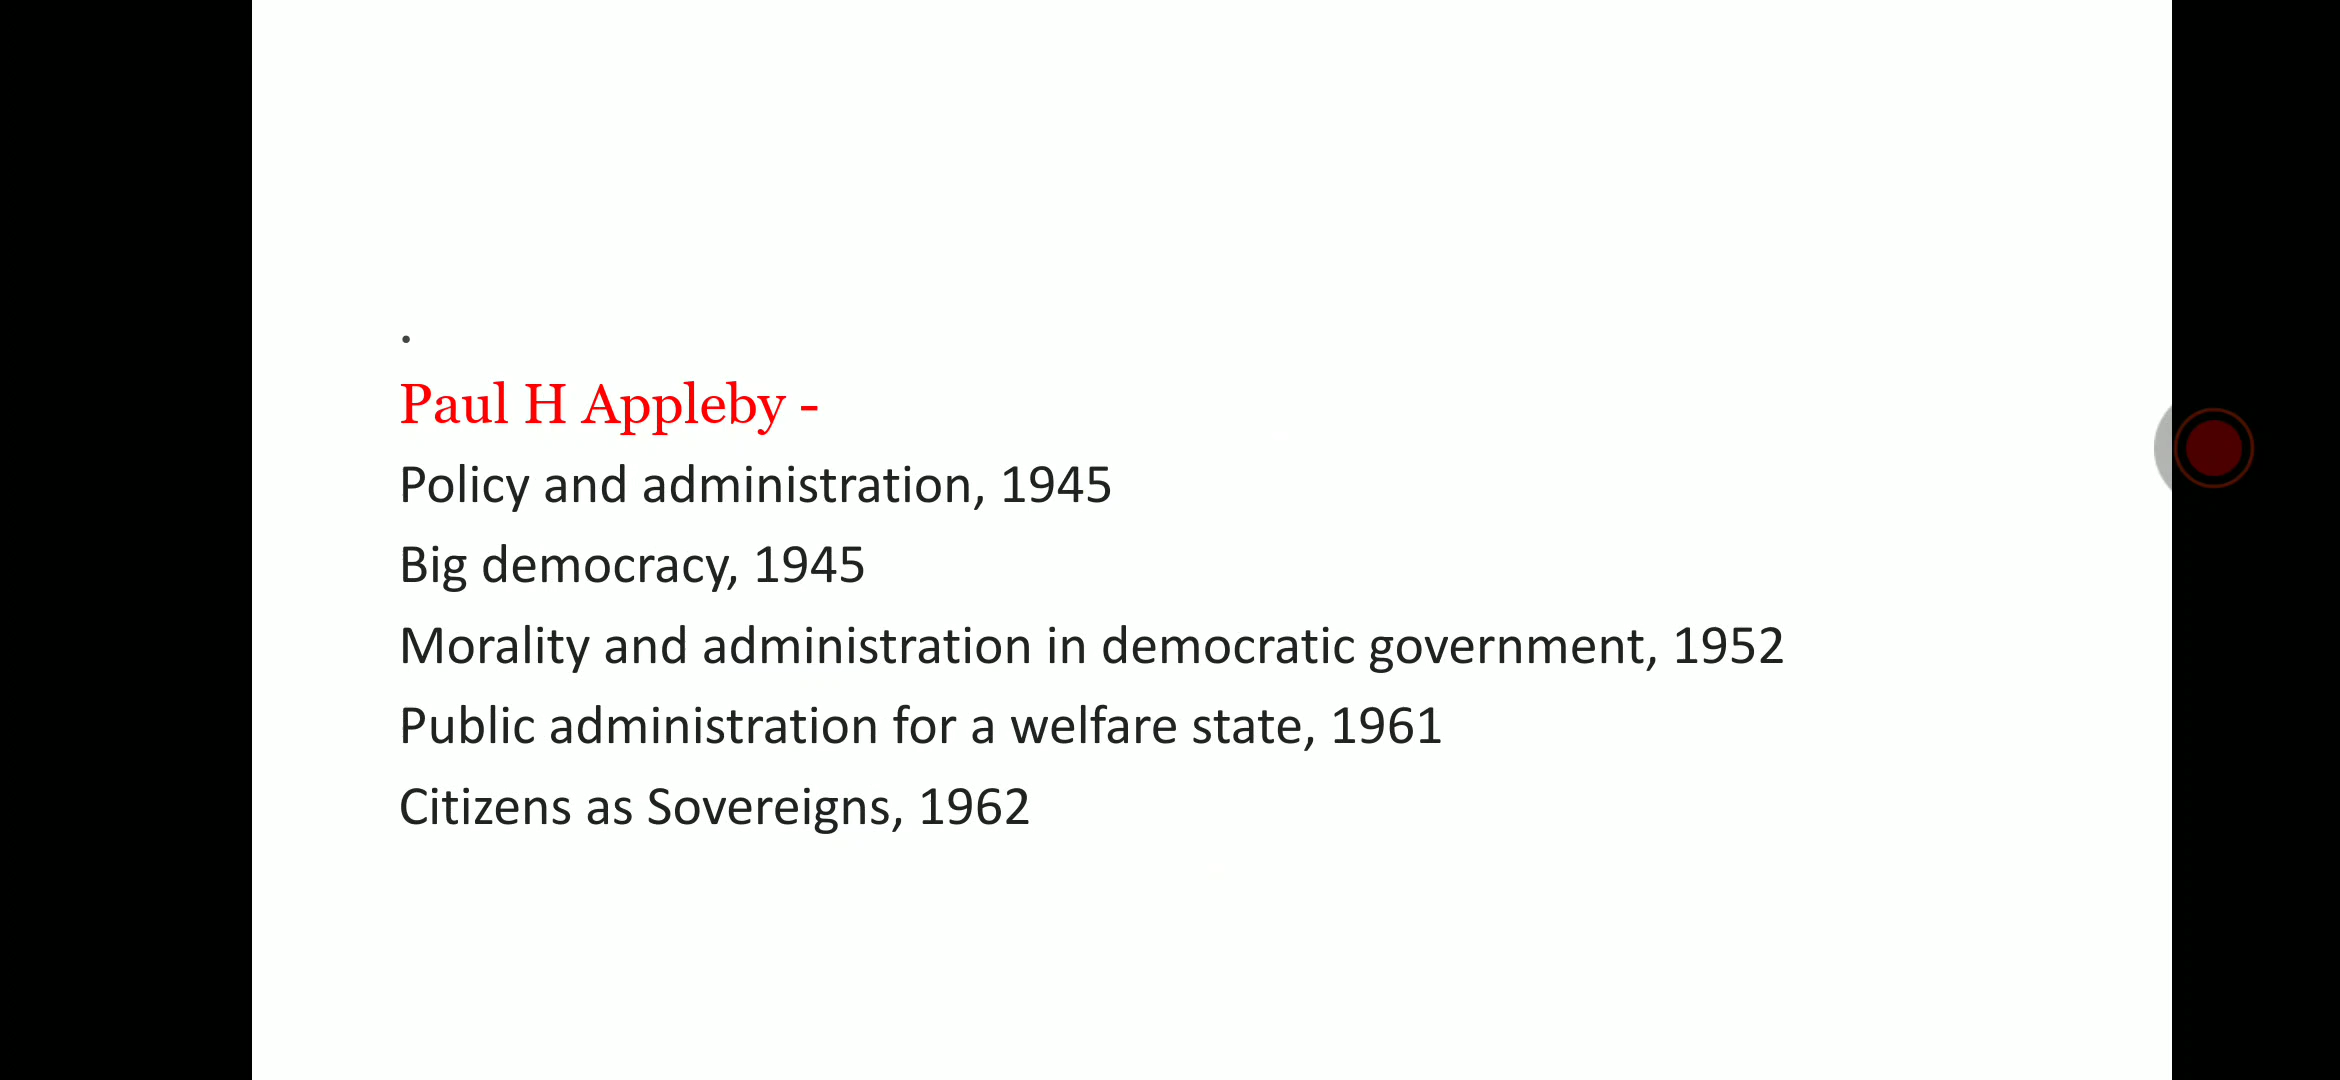 .
Paul H Appleby -
Policy and administration, 1945
Big democracy, 1945
Morality and administration in democratic government, 1952
Public administration for a welfare state, 1961
Citizens as Sovereigns, 1962